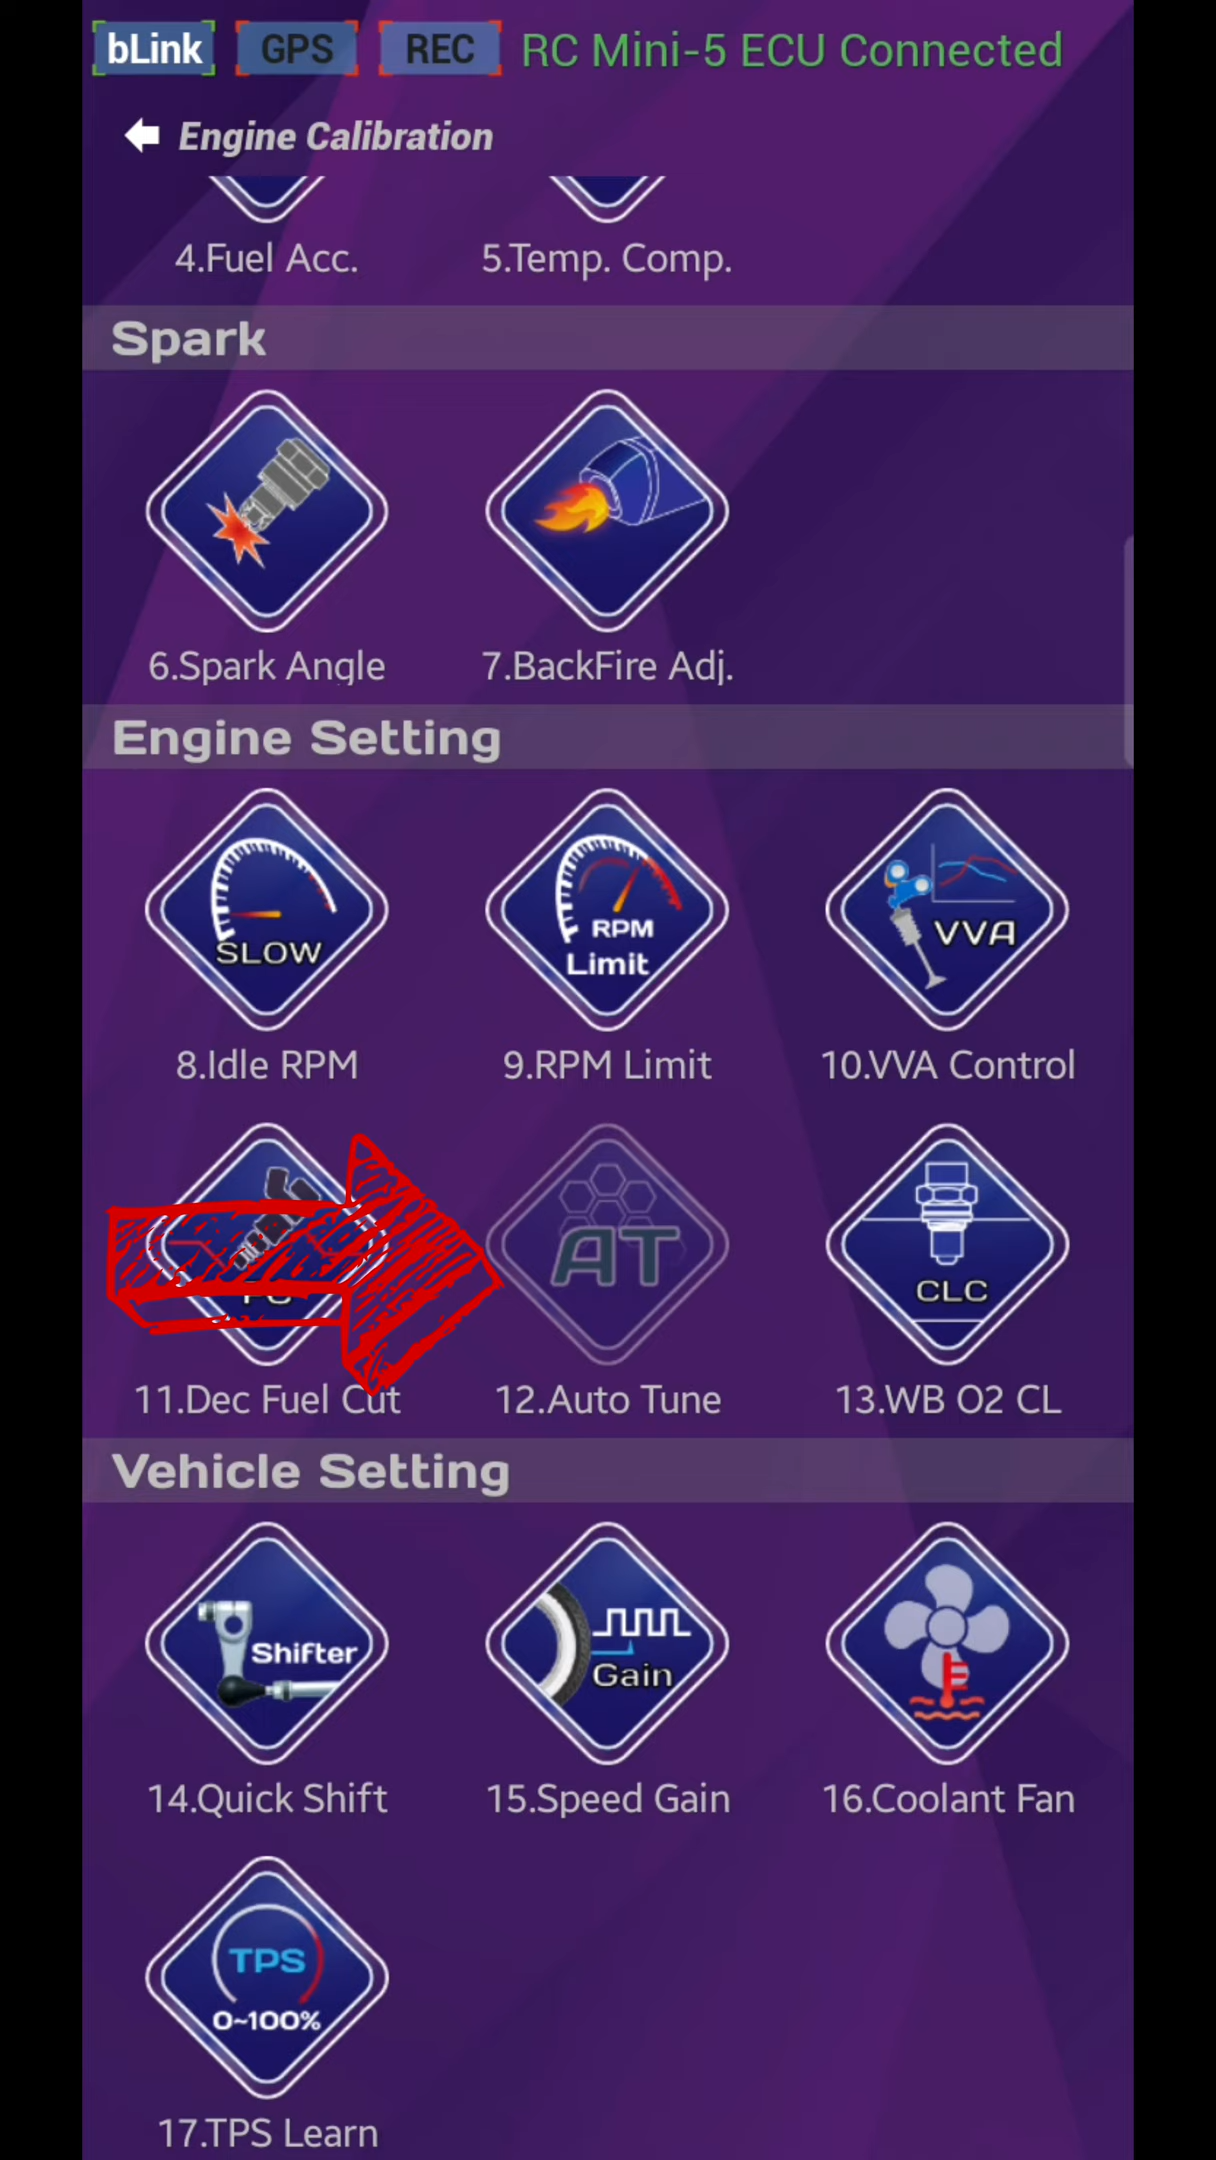 bLink GPS REC RC Mini-5 ECU Connected
Engine Calibration
4.Fuel Acc. 5.Temp. Comp.
Spark
6.Spark Angle 7.BackFire Adj.
Engine Setting
SLOW RPM Limit VVA
8.Idle RPM 9.RPM Limit 10.VVA Control
AT CLC
11.Dec Fuel Cut 12.Auto Tune 13.WB O2 CL
Vehicle Setting
Shifter Gain
14.Quick Shift 15.Speed Gain 16.Coolant Fan
TPS
0~100%
17.TPS Learn